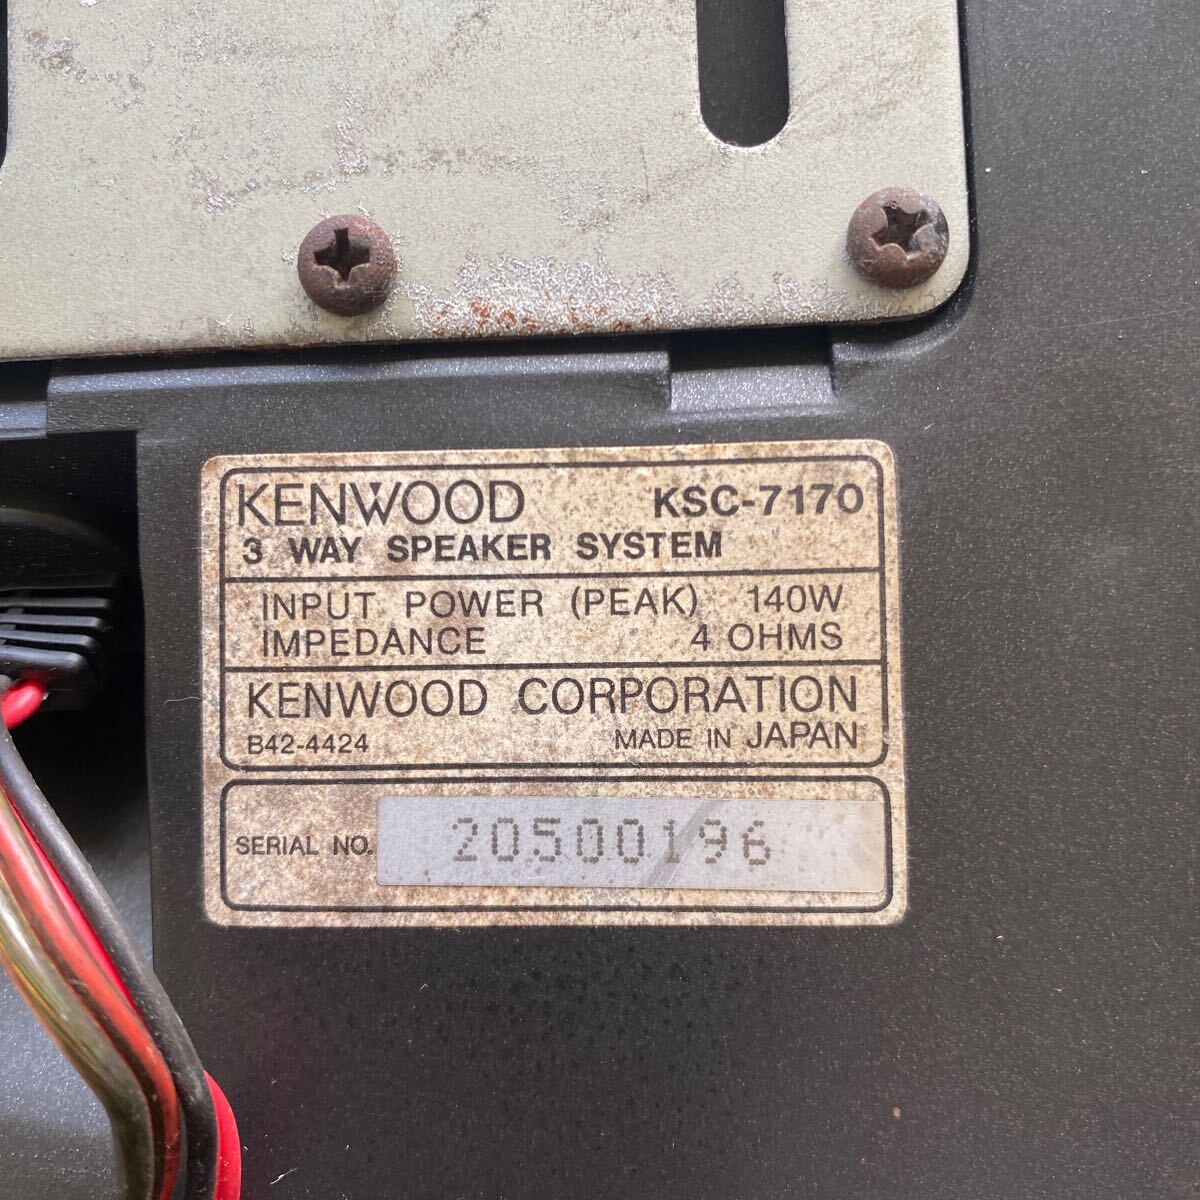 KENWOOD KSC-7170
3 WAY SPEAKER SYSTEM
INPUT POWER (PEAK) 140W
IMPEDANCE 4 OHMS
KENWOOD CORPORATION
B42-4424 MADE IN JAPAN
SERIAL NO. 20500196